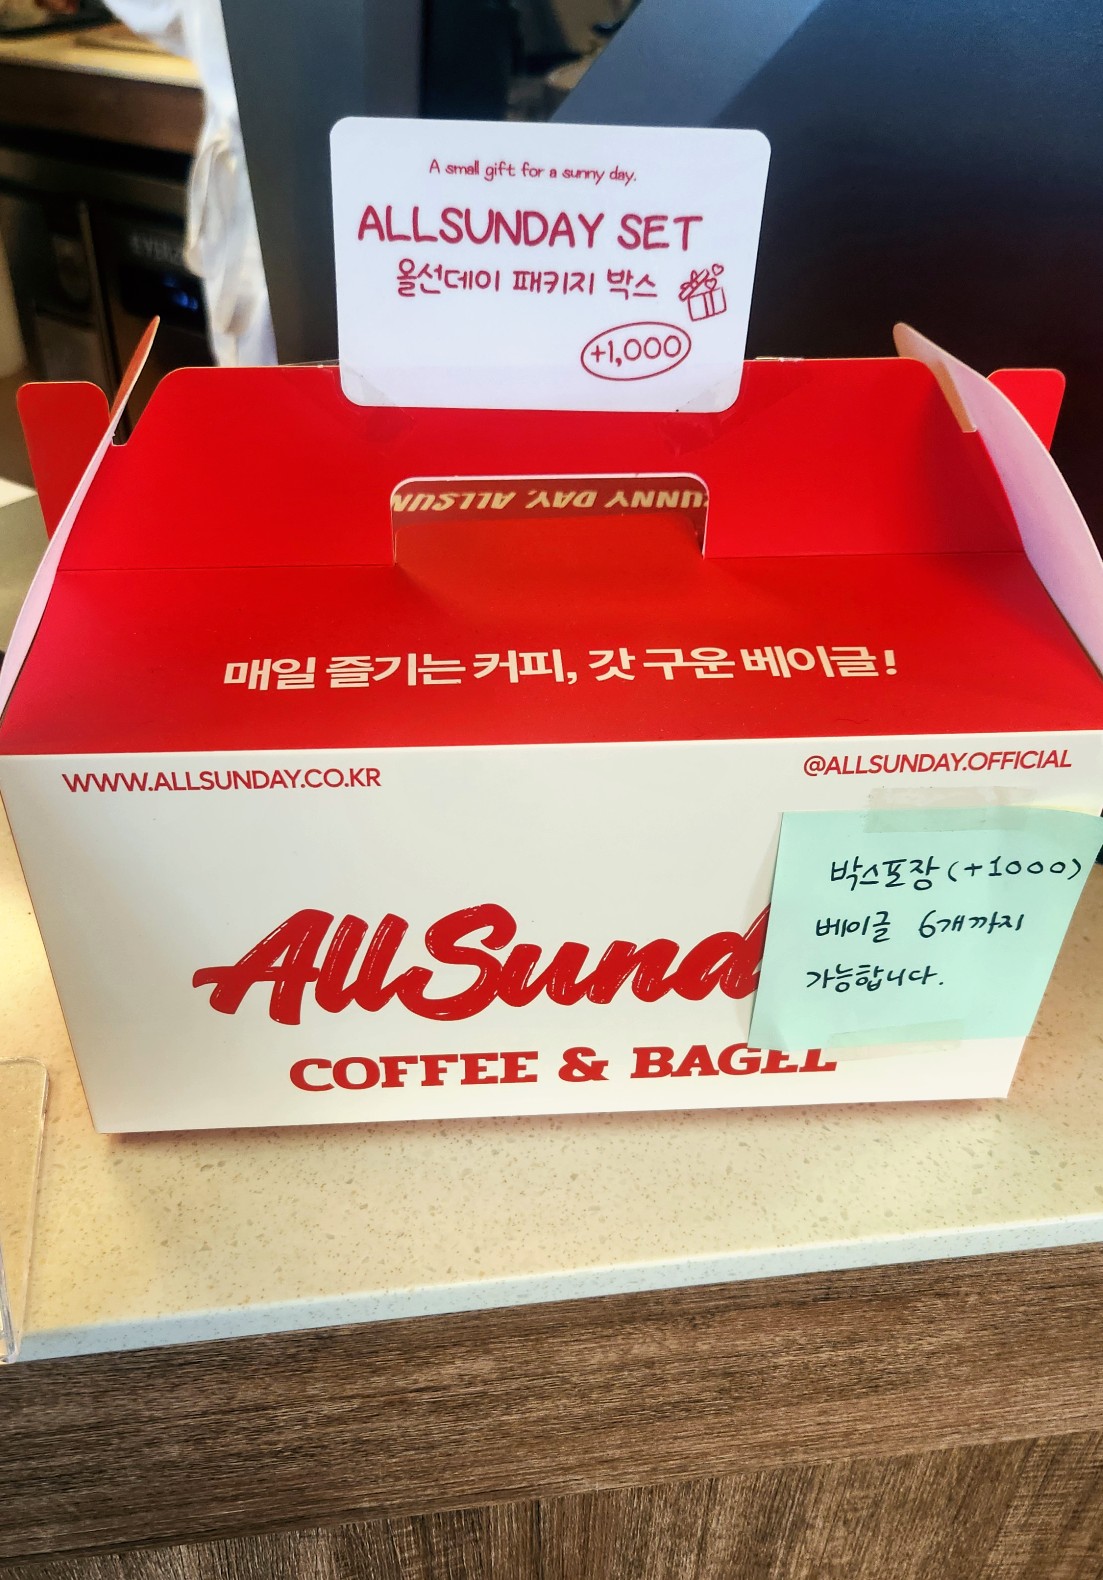 A small gift for a sunny day.
ALLSUNDAY SET
올선데이 패키지 박스
+1,000
SUNNY DAY, ALLSUN
매일 즐기는 커피, 갓 구운 베이글!
WWW.ALLSUNDAY.CO.KR
@ALLSUNDAY.OFFICIAL
박스포장 (+1000)
베이글 6개까지
가능합니다.
AllSund
COFFEE & BAGEL